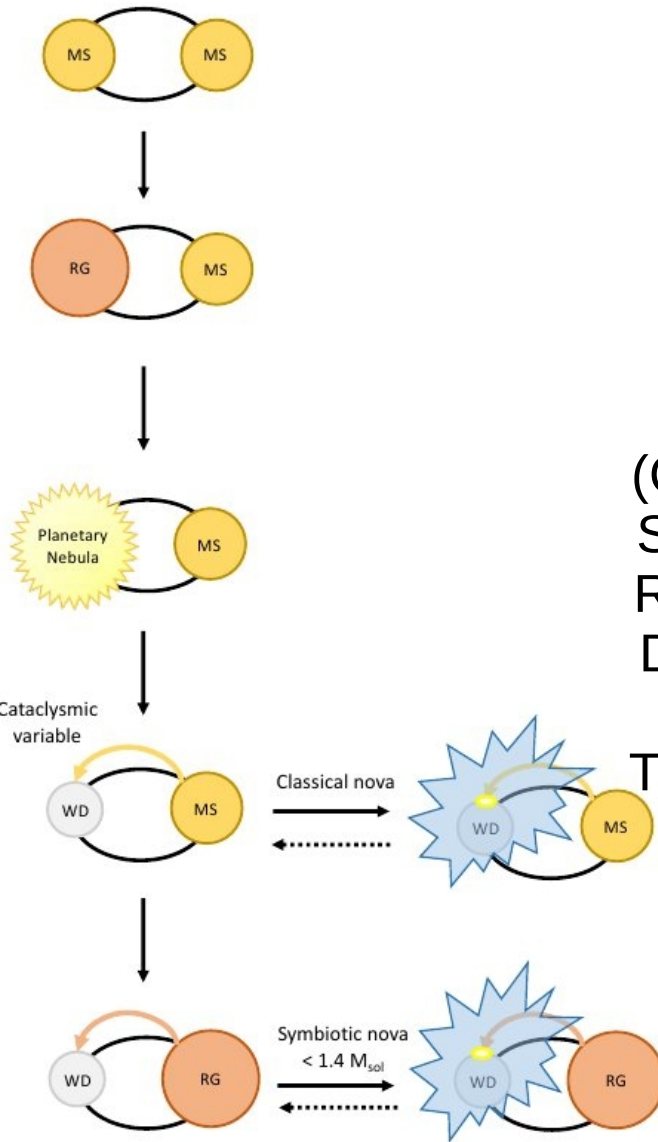 MS
MS
RG
MS
Planetary
Nebula
MS
Cataclysmic
variable
WD
MS
Classical nova
WD
MS
WD
RG
Symbiotic nova
< 1.4 Msol
WD
RG
(
S
R
D
T